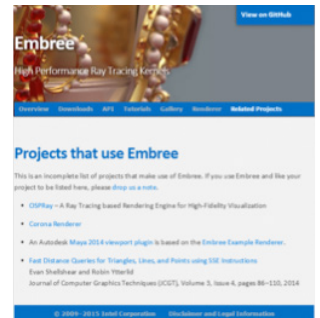 View on GitHub
Embree
High Performance Ray Tracing Kernels
Overview Downloads API Tutorials Gallery Renderer Related Projects
Projects that use Embree
This is an incomplete list of projects that make use of Embree. If you use Embree and like your
project to be listed here, please drop us a note.
OSPRay – A Ray Tracing based Rendering Engine for High-Fidelity Visualization
Corona Renderer
An Autodesk Maya 2014 viewport plugin is based on the Embree Example Renderer.
Fast Distance Queries for Triangles, Lines, and Points using SSE Instructions
Evan Shellshear and Robin Ytterlid
Journal of Computer Graphics Techniques (JCGT), Volume 3, Issue 4, pages 86–110, 2014
© 2009–2015 Intel Corporation Disclaimer and Legal Information